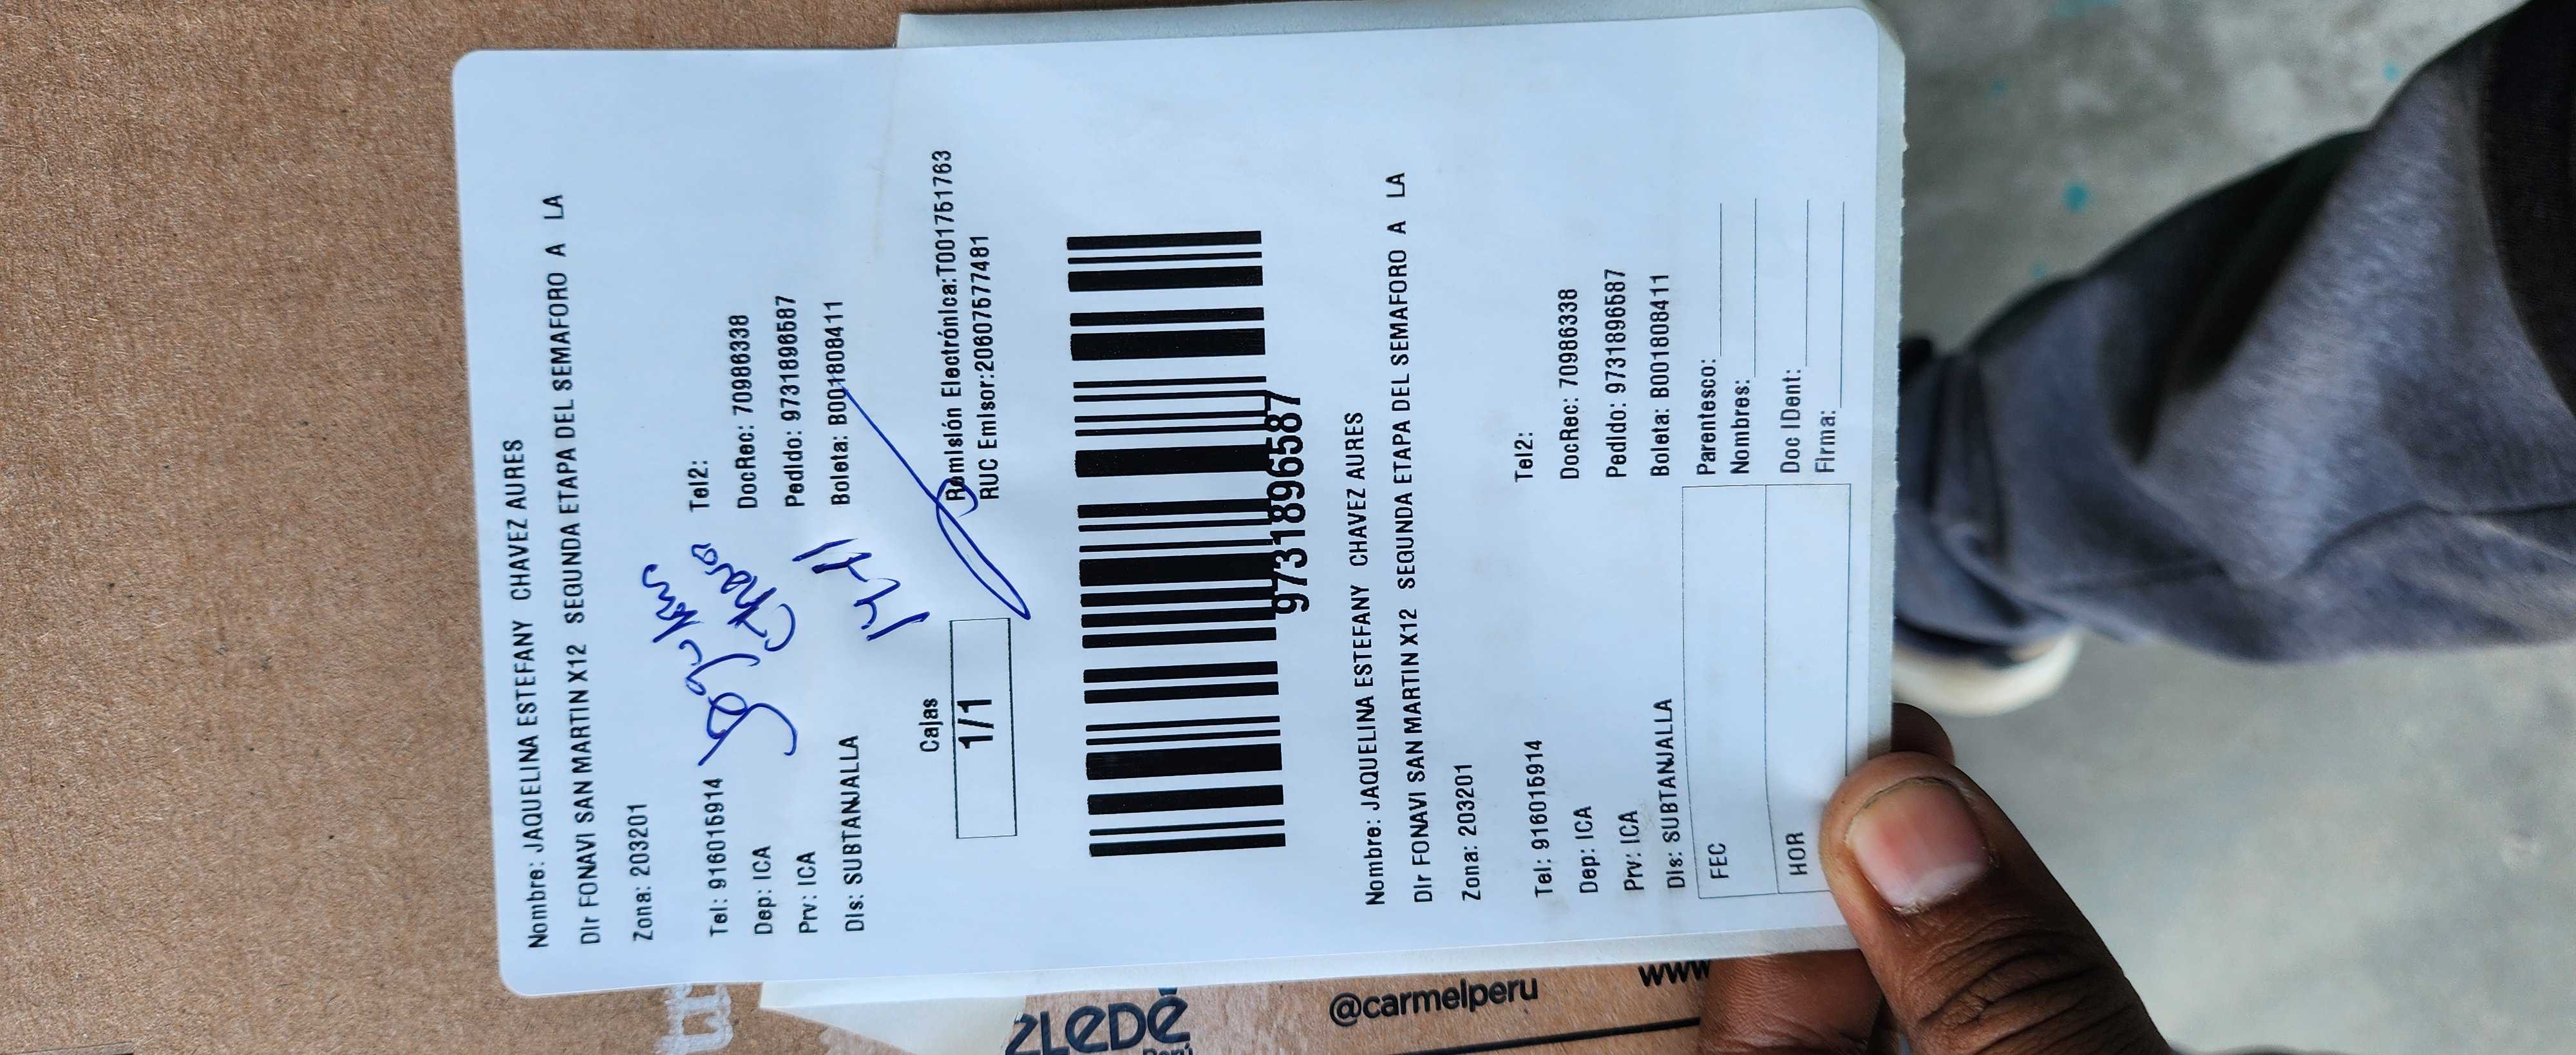 Nombre: JAQUELINA ESTEFANY CHAVEZ AURES
DIr FONAVI SAN MARTIN X12 SEGUNDA ETAPA DEL SEMAFORO A LA
Zona: 203201
Tel: 916015914 Tel2:
Dep: ICA DocRec: 70986338
Prv: ICA Pedido: 9731896587
Dis: SUBTANJALLA Boleta: B001808411
Chavez
Cajas
1/1
Remisión Electrónica:T001751763
RUC Emisor:20607577481
9731896587
Nombre: JAQUELINA ESTEFANY CHAVEZ AURES
DIr FONAVI SAN MARTIN X12 SEGUNDA ETAPA DEL SEMAFORO A LA
Zona: 203201
Tel: 916015914 Tel2:
Dep: ICA DocRec: 70986338
Prv: ICA Pedido: 9731896587
Dis: SUBTANJALLA Boleta: B001808411
FEC Parentesco:
Nombres:
HOR Doc IDent:
Firma:
@carmelperu
www